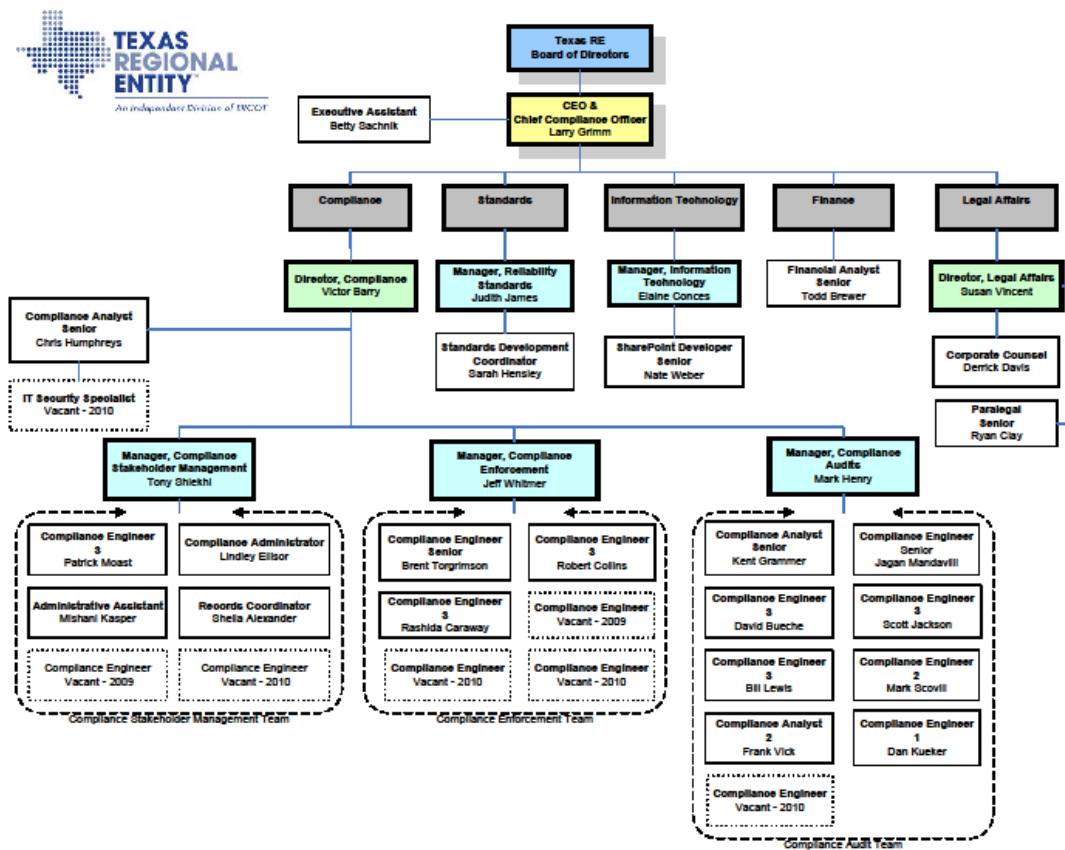 TEXAS
REGIONAL
ENTITY™
An Independent Division of ERCOT
Texas RE
Board of Directors
Executive Assistant
Betty Sachnik
CEO &
Chief Compliance Officer
Larry Grimm
Compliance
Standards
Information Technology
Finance
Legal Affairs
Director, Compliance
Victor Barry
Manager, Reliability
Standards
Judith James
Manager, Information
Technology
Elaine Conces
Financial Analyst
Senior
Todd Brewer
Director, Legal Affairs
Susan Vincent
Compliance Analyst
Senior
Chris Humphreys
Standards Development
Coordinator
Sarah Hensley
SharePoint Developer
Senior
Nate Weber
Corporate Counsel
Derrick Davis
IT Security Specialist
Vacant - 2010
Paralegal
Senior
Ryan Clay
Manager, Compliance
Stakeholder Management
Tony Shiekhi
Manager, Compliance
Enforcement
Jeff Whitmer
Manager, Compliance
Audits
Mark Henry
Compliance Engineer
3
Patrick Moast
Compliance Administrator
Lindley Ellisor
Administrative Assistant
Mishani Kasper
Records Coordinator
Sheila Alexander
Compliance Engineer
Vacant - 2009
Compliance Engineer
Vacant - 2010
Compliance Stakeholder Management Team
Compliance Engineer
Senior
Brent Torgrimson
Compliance Engineer
3
Robert Collins
Compliance Engineer
3
Rashida Caraway
Compliance Engineer
Vacant - 2009
Compliance Engineer
Vacant - 2010
Compliance Engineer
Vacant - 2010
Compliance Enforcement Team
Compliance Analyst
Senior
Kent Grammer
Compliance Engineer
Senior
Jagan Mandavilli
Compliance Engineer
3
David Bueche
Compliance Engineer
3
Scott Jackson
Compliance Engineer
3
Bill Lewis
Compliance Engineer
2
Mark Scovill
Compliance Analyst
2
Frank Vick
Compliance Engineer
1
Dan Kueker
Compliance Engineer
Vacant - 2010
Compliance Audit Team